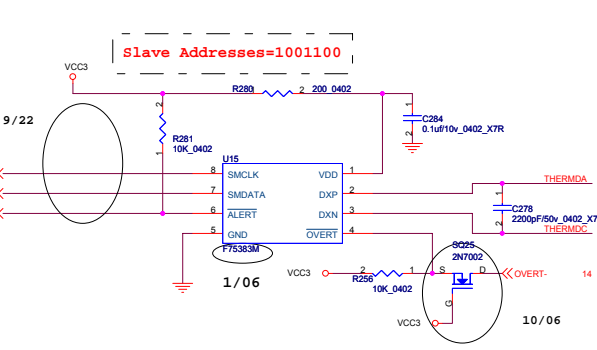 Slave Addresses=1001100
VCC3
R280 2 200_0402
9/22
2
R281
10K_0402
1
1
C284
0.1uf/10v_0402_X7R
2
U15
8 SMCLK VDD 1
7 SMDATA DXP 2
6 ALERT DXN 3
5 GND OVERT 4
F75383M
THERMDA
1
C278
2200pF/50v_0402_X7
2
THERMDC
1/06
SQ25
2N7002
VCC3 2 1 S D OVERT- 14
R256
10K_0402
G
VCC3
10/06